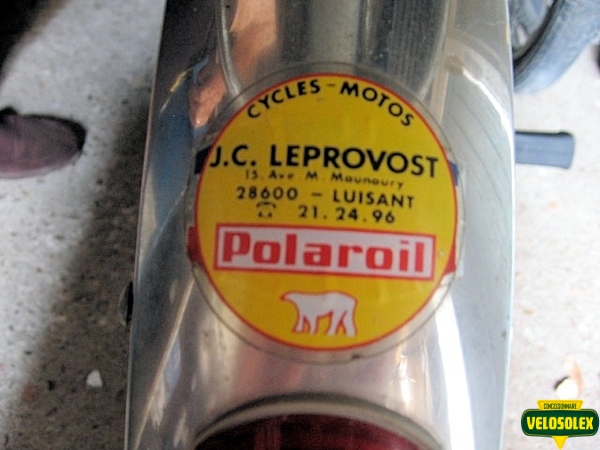 CYCLES - MOTOS
J.C. LEPROVOST
15. Ave. M. Maunoury
28600 - LUISANT
☎ 21.24.96
Polaroil
CONCESSIONNAIRE
VELOSOLEX